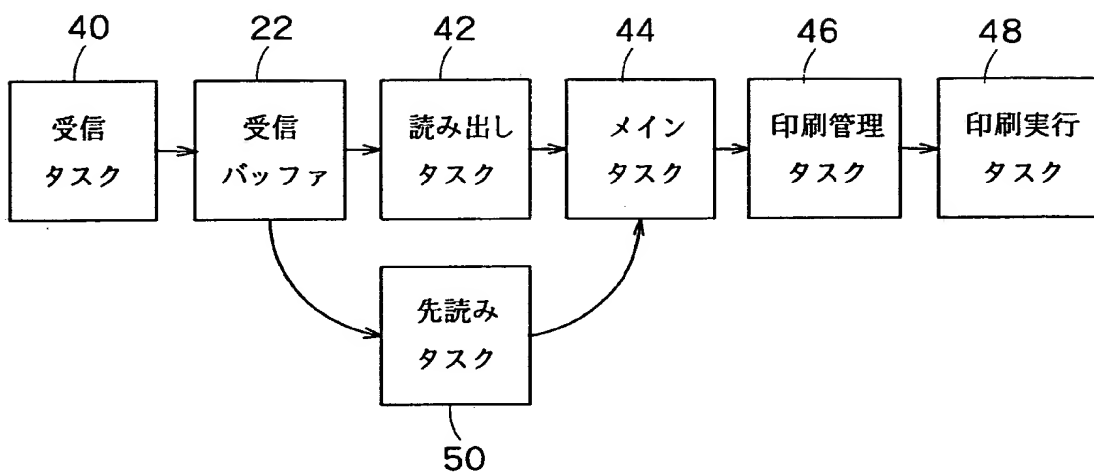 40
22
42
44
46
48
受信
タスク
受信
バッファ
読み出し
タスク
メイン
タスク
印刷管理
タスク
印刷実行
タスク
先読み
タスク
50